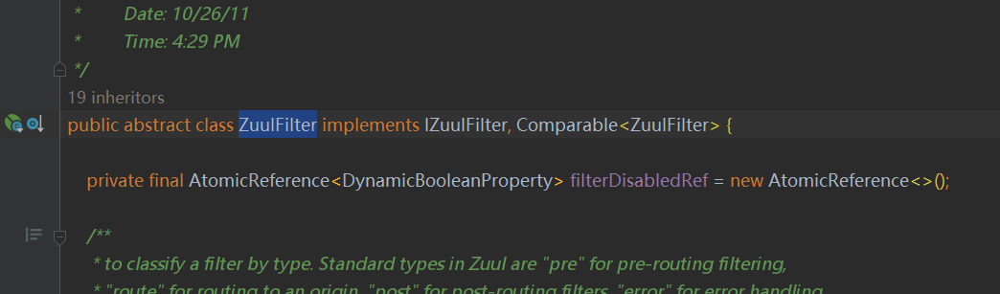 *       Date: 10/26/11
*       Time: 4:29 PM
*/
19 inheritors
public abstract class ZuulFilter implements IZuulFilter, Comparable<ZuulFilter> {
private final AtomicReference<DynamicBooleanProperty> filterDisabledRef = new AtomicReference<>();
/**
* to classify a filter by type. Standard types in Zuul are "pre" for pre-routing filtering,
* "route" for routing to an origin, "post" for post-routing filters, "error" for error handling.